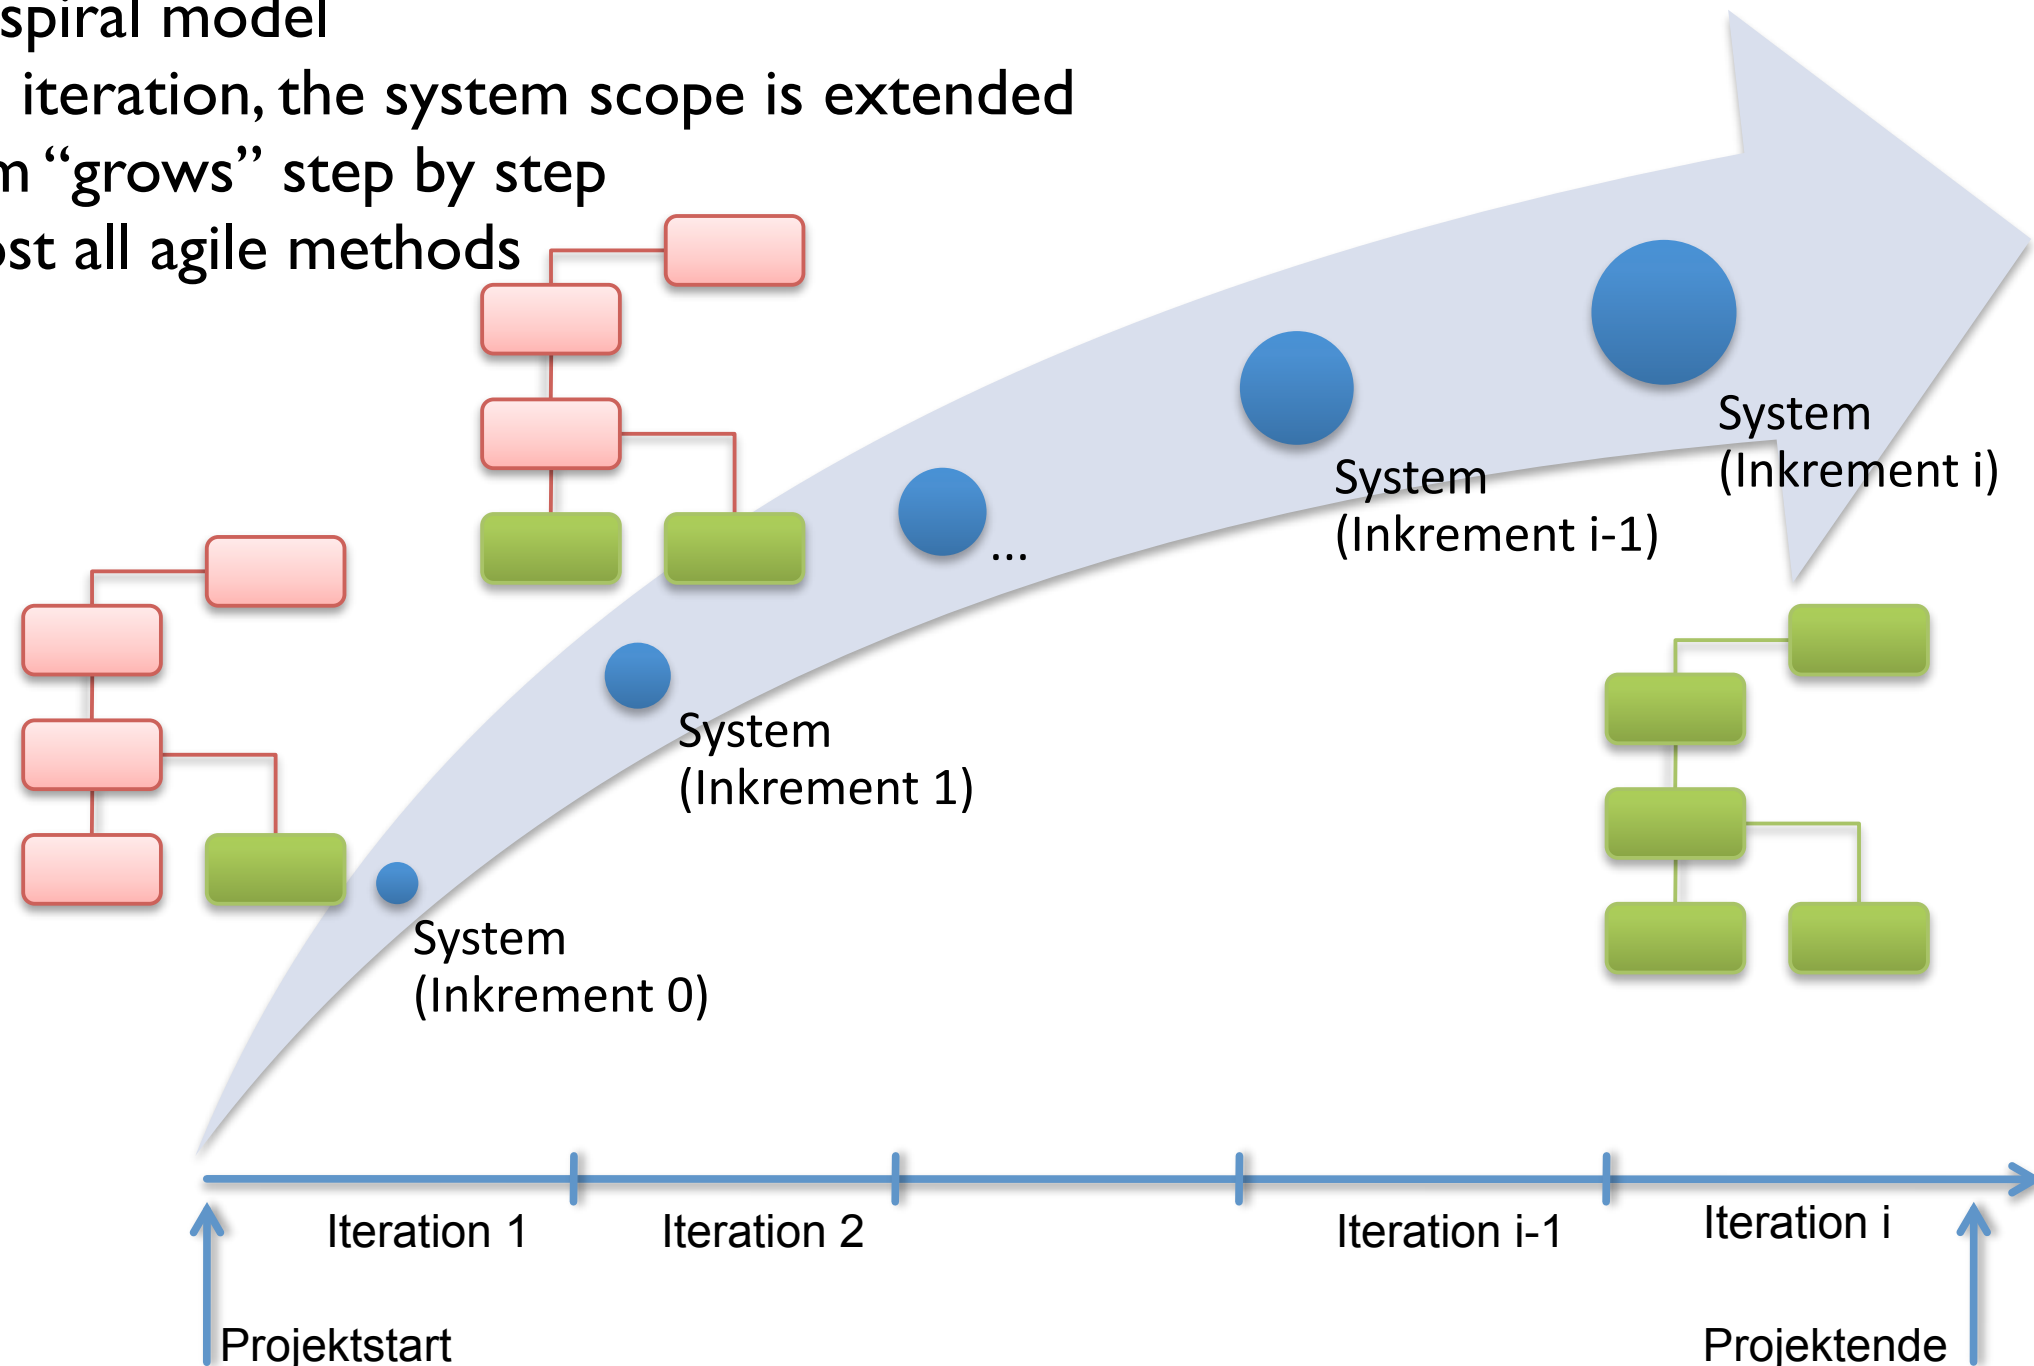 spiral model
iteration, the system scope is extended
m “grows” step by step
ost all agile methods
System
(Inkrement i)
System
(Inkrement i-1)
...
System
(Inkrement 1)
System
(Inkrement 0)
Iteration 1
Iteration 2
Iteration i-1
Iteration i
Projektstart
Projektende